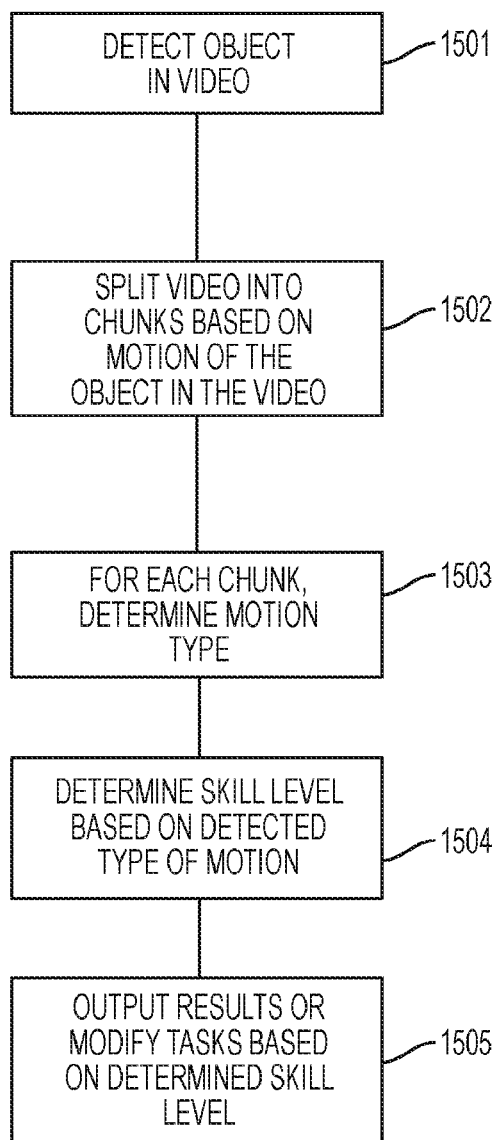 DETECT OBJECT
IN VIDEO
1501
SPLIT VIDEO INTO
CHUNKS BASED ON
MOTION OF THE
OBJECT IN THE VIDEO
1502
FOR EACH CHUNK,
DETERMINE MOTION
TYPE
1503
DETERMINE SKILL LEVEL
BASED ON DETECTED
TYPE OF MOTION
1504
OUTPUT RESULTS OR
MODIFY TASKS BASED
ON DETERMINED SKILL
LEVEL
1505